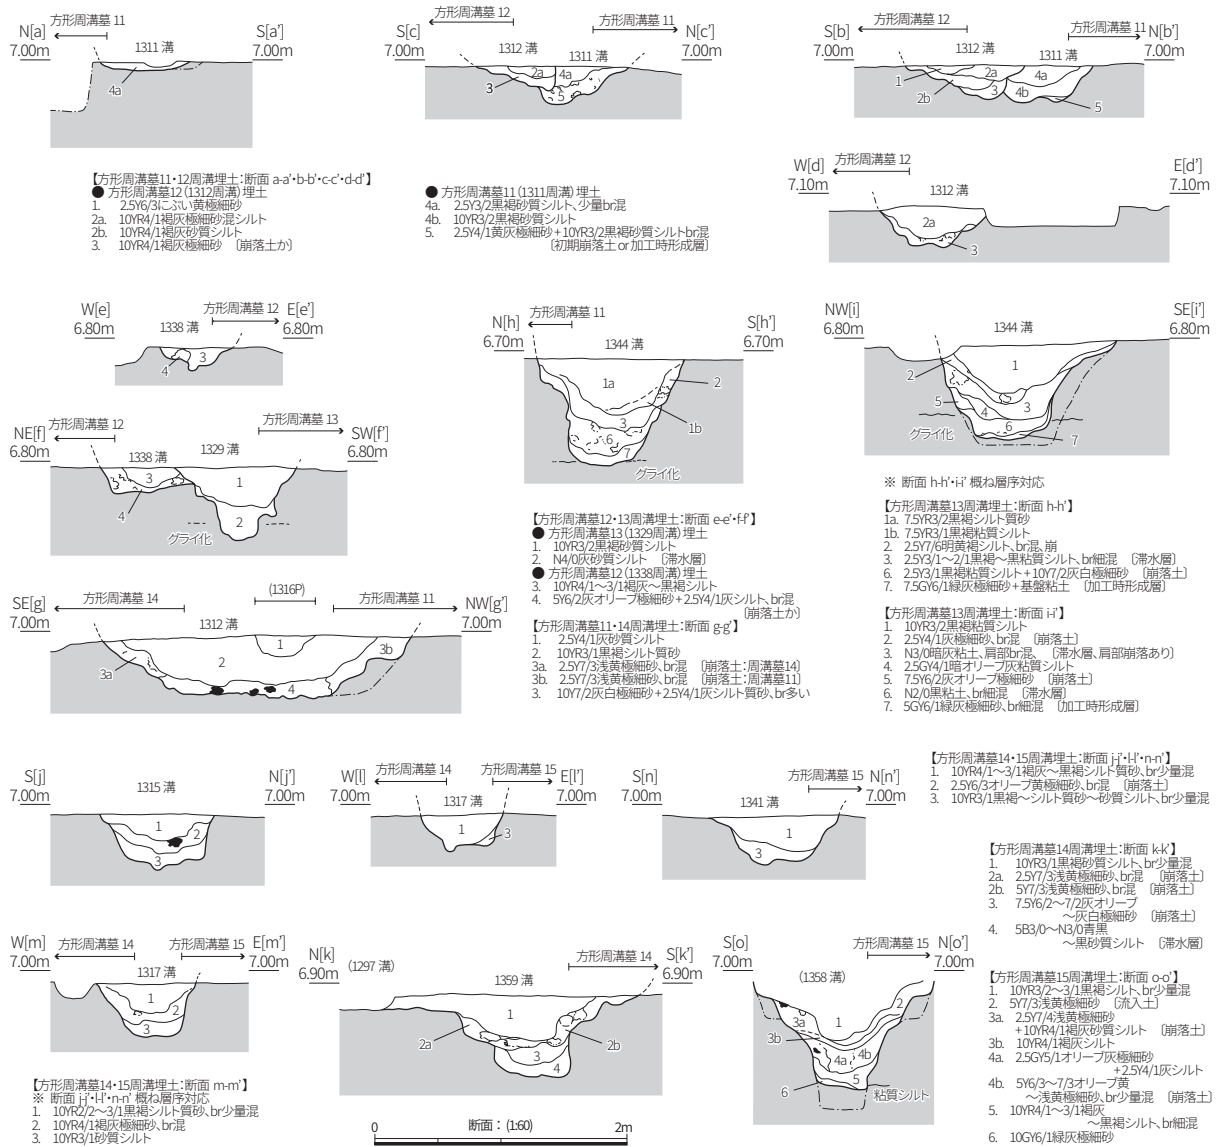 N[a] 方形周溝墓 11 S[a']
7.00m 1311 溝 7.00m
4a
S[c] 方形周溝墓 12 方形周溝墓 11 N[c']
7.00m 1312 溝 1311 溝 7.00m
2a 4a
3 5
S[b] 方形周溝墓 12 方形周溝墓 11 N[b']
7.00m 1312 溝 1311 溝 7.00m
1 2a 4a
2b 3 4b 5
【方形周溝墓11・12周溝埋土：断面 a-a'・b-b'・c-c'・d-d'】
● 方形周溝墓12（1312周溝）埋土
1. 2.5Y6/3にぶい黄極細砂
2a. 10YR4/1褐灰極細砂混シルト
2b. 10YR4/1褐灰砂質シルト
3. 10YR4/1褐灰極細砂 〔崩落土か〕
● 方形周溝墓11（1311周溝）埋土
4a. 2.5Y3/2黒褐砂質シルト、少量br混
4b. 10YR3/2黒褐砂質シルト
5. 2.5Y4/1黄灰極細砂＋10YR3/2黒褐砂質シルトbr混
〔初期崩落土or加工時形成層〕
W[d] 方形周溝墓 12 E[d']
7.10m 1312 溝 7.10m
2a
3
W[e] 方形周溝墓 12 E[e']
6.80m 1338 溝 6.80m
3
4
N[h] 方形周溝墓 11 S[h']
6.70m 1344 溝 6.70m
1a 2
3 1b
6
7
グライ化
NW[i] SE[i']
6.80m 1344 溝 6.80m
1
2
5 3
4
6
グライ化 7
NE[f] 方形周溝墓 12 方形周溝墓 13 SW[f']
6.80m 1338 溝 1329 溝 6.80m
3 1
4 2
グライ化
※ 断面 h-h'・i-i' 概ね層序対応
【方形周溝墓12・13周溝埋土：断面 e-e'・f-f'】
● 方形周溝墓13（1329周溝）埋土
1. 10YR3/2黒褐砂質シルト
2. N4/0灰砂質シルト 〔滞水層〕
● 方形周溝墓12（1338周溝）埋土
3. 10YR4/1～3/1褐灰～黒褐シルト
4. 5Y6/2灰オリーブ極細砂＋2.5Y4/1灰シルト、br混
〔崩落土か〕
【方形周溝墓11・14周溝埋土：断面 g-g'】
1. 2.5Y4/1灰砂質シルト
2. 10YR3/1黒褐シルト質砂
3a. 2.5Y7/3浅黄極細砂、br混 〔崩落土：周溝墓14〕
3b. 2.5Y7/3浅黄極細砂、br混 〔崩落土：周溝墓11〕
3. 10Y7/2灰白極細砂＋2.5Y4/1灰シルト質砂、br多い
【方形周溝墓13周溝埋土：断面 h-h'】
1a. 7.5YR3/2黒褐シルト質砂
1b. 7.5YR3/1黒褐粘質シルト
2. 2.5Y7/6明黄褐シルト、br混、崩
3. 2.5Y3/1～2/1黒褐～黒粘質シルト、br細混 〔滞水層〕
6. 2.5Y3/1黒褐粘質シルト＋10Y7/2灰白極細砂 〔崩落土〕
7. 7.5GY6/1緑灰極細砂＋基盤粘土 〔加工時形成層〕
【方形周溝墓13周溝埋土：断面 i-i'】
1. 10YR3/2黒褐粘質シルト
2. 2.5Y4/1灰極細砂、br混 〔崩落土〕
3. N3/0暗灰粘土、肩部br混、 〔滞水層、肩部崩落あり〕
4. 2.5GY4/1暗オリーブ灰粘質シルト
5. 7.5Y6/2灰オリーブ極細砂 〔崩落土〕
6. N2/0黒粘土、br細混 〔滞水層〕
7. 5GY6/1緑灰極細砂、br細混 〔加工時形成層〕
SE[g] 方形周溝墓 14 (1316P) 方形周溝墓 11 NW[g']
7.00m 1312 溝 7.00m
1
2 3b
3a 4
S[j] N[j']
7.00m 1315 溝 7.00m
1 2
3
W[l] 方形周溝墓 14 方形周溝墓 15 E[l']
7.00m 1317 溝 7.00m
1 3
S[n] 方形周溝墓 15 N[n']
7.00m 1341 溝 7.00m
1
3
【方形周溝墓14・15周溝埋土：断面 j-j'・l-l'・n-n'】
1. 10YR4/1～3/1褐灰～黒褐シルト質砂、br少量混
2. 2.5Y6/3オリーブ黄極細砂、br混 〔崩落土〕
3. 10YR3/1黒褐～シルト質砂～砂質シルト、br少量混
【方形周溝墓14周溝埋土：断面 k-k'】
1. 10YR3/1黒褐砂質シルト、br少量混
2a. 2.5Y7/3浅黄極細砂、br混 〔崩落土〕
2b. 5Y7/3浅黄極細砂、br混 〔崩落土〕
3. 7.5Y6/2～7/2灰オリーブ
～灰白極細砂 〔崩落土〕
4. 5B3/0～N3/0青黒
～黒砂質シルト 〔滞水層〕
W[m] 方形周溝墓 14 方形周溝墓 15 E[m']
7.00m 1317 溝 7.00m
1
2
3
N[k] 方形周溝墓 14 S[k']
6.90m (1297 溝) 1359 溝 6.90m
1
2a 2b
3
4
S[o] 方形周溝墓 15 N[o']
7.00m (1358 溝) 7.00m
2
3a 1
3b
4a 4b
5
6 粘質シルト
【方形周溝墓15周溝埋土：断面 o-o'】
1. 10YR3/2～3/1黒褐シルト、br少量混
2. 5Y7/3浅黄極細砂 〔流入土〕
3a. 2.5Y7/4浅黄極細砂
＋10YR4/1褐灰砂質シルト 〔崩落土〕
3b. 10YR4/1褐灰シルト
4a. 2.5GY5/1オリーブ灰極細砂
＋2.5Y4/1灰シルト
4b. 5Y6/3～7/3オリーブ黄
～浅黄極細砂、br少量混 〔崩落土〕
5. 10YR4/1～3/1褐灰
～黒褐シルト、br細混
6. 10GY6/1緑灰極細砂
【方形周溝墓14・15周溝埋土：断面 m-m'】
※ 断面 j-j'・l-l'・n-n' 概ね層序対応
1. 10YR2/2～3/1黒褐シルト質砂、br少量混
2. 10YR4/1褐灰極細砂、br混
3. 10YR3/1砂質シルト
断面：（1:60）
0 2m